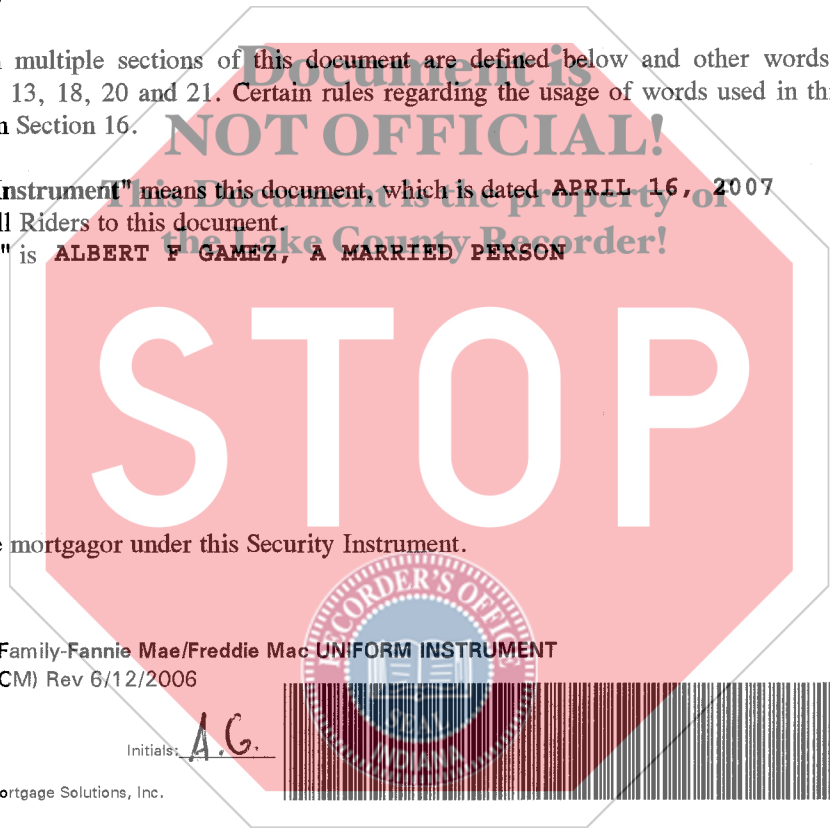 multiple sections of this document are defined below and other words
13, 18, 20 and 21. Certain rules regarding the usage of words used in
Section 16.
Document is
NOT OFFICIAL!
This Document is the property of
the Lake County Recorder!
Instrument" means this document, which is dated APRIL 16, 2007
Riders to this document.
" is ALBERT F GAMEZ, A MARRIED PERSON
STOP
mortgagor under this Security Instrument.
Family-Fannie Mae/Freddie Mac UNIFORM INSTRUMENT
CM) Rev 6/12/2006
RECORDER'S OFFICE
SEAL
INDIANA
Initials: A.G.
ortgage Solutions, Inc.